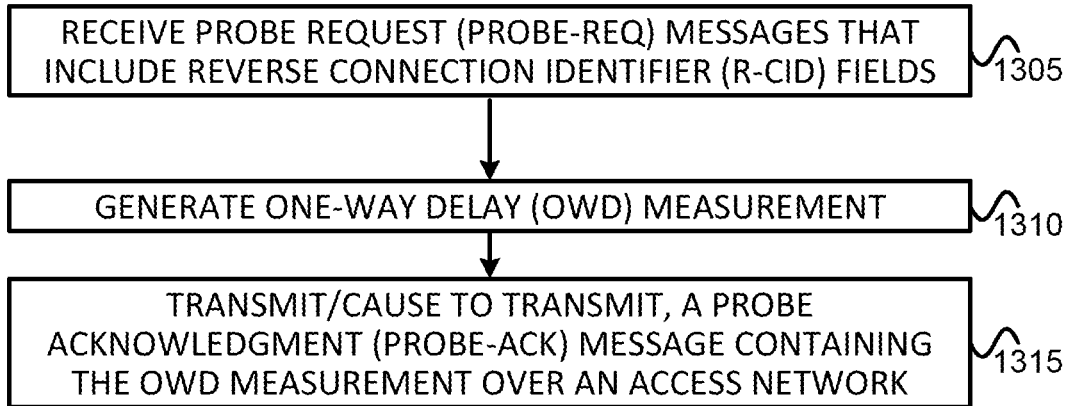 RECEIVE PROBE REQUEST (PROBE-REQ) MESSAGES THAT
INCLUDE REVERSE CONNECTION IDENTIFIER (R-CID) FIELDS
1305
GENERATE ONE-WAY DELAY (OWD) MEASUREMENT
1310
TRANSMIT/CAUSE TO TRANSMIT, A PROBE
ACKNOWLEDGMENT (PROBE-ACK) MESSAGE CONTAINING
THE OWD MEASUREMENT OVER AN ACCESS NETWORK
1315